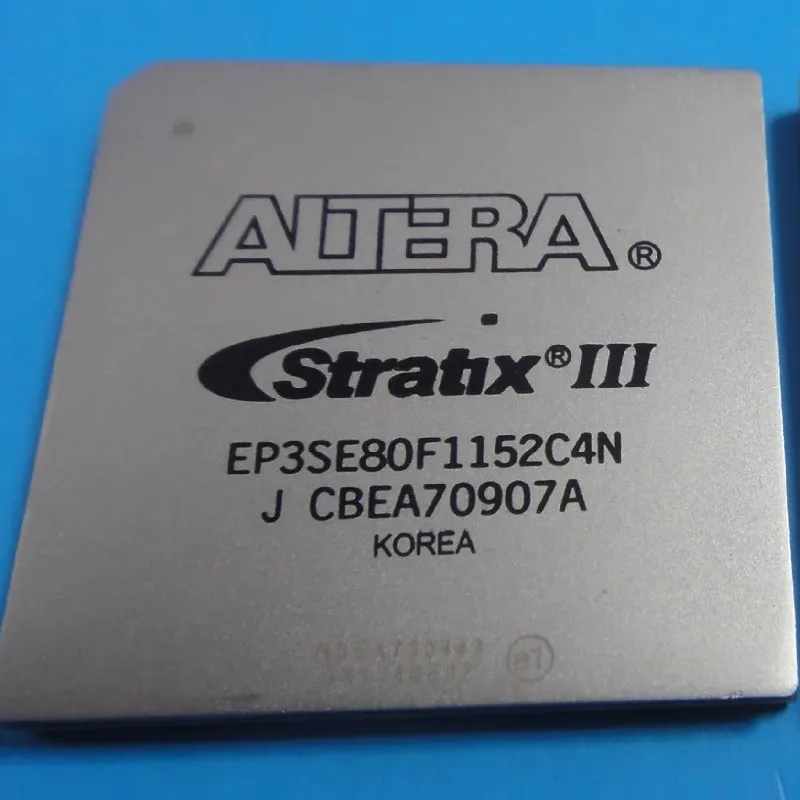 ALTERA®
Stratix® III
EP3SE80F1152C4N
J CBEA70907A
KOREA
e1